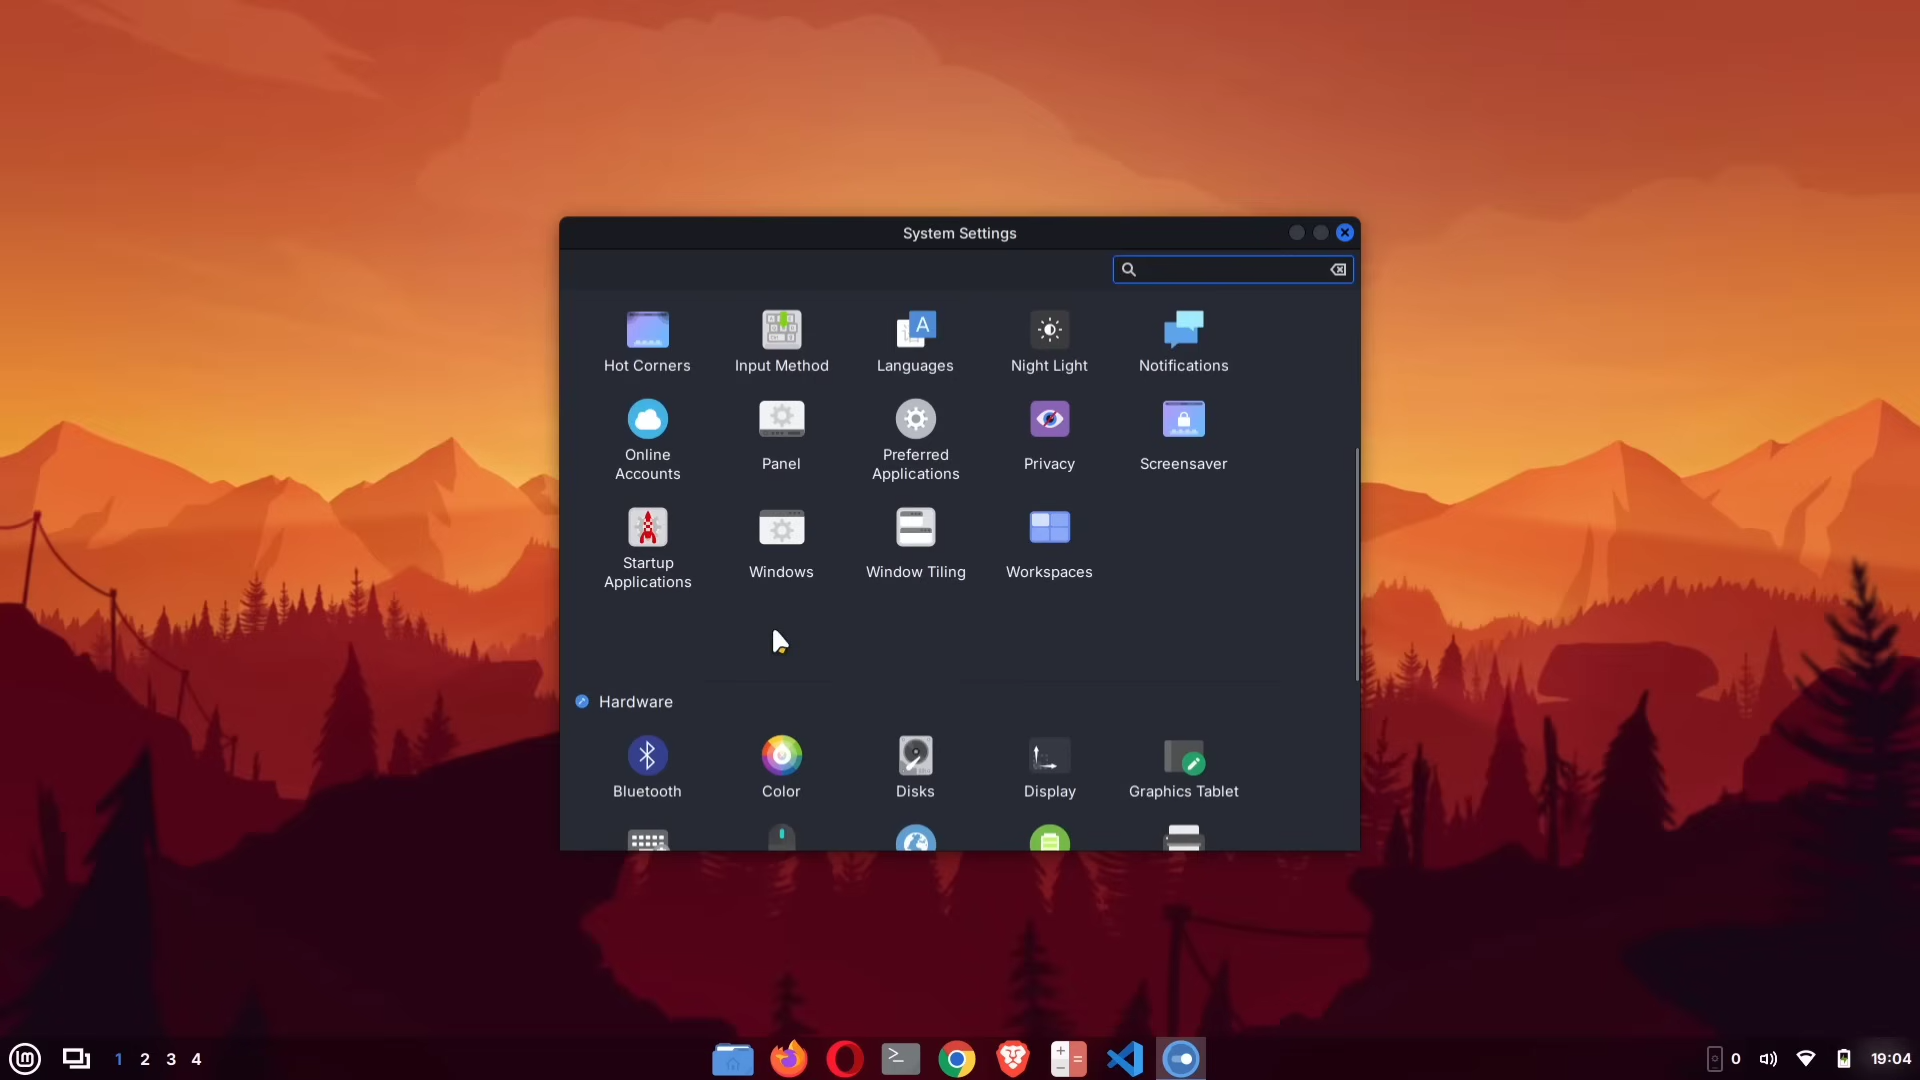 System Settings
Hot Corners
Input Method
Languages
Night Light
Notifications
Online
Accounts
Panel
Preferred
Applications
Privacy
Screensaver
Startup
Applications
Windows
Window Tiling
Workspaces
Hardware
Bluetooth
Color
Disks
Display
Graphics Tablet
1 2 3 4
0
19:04